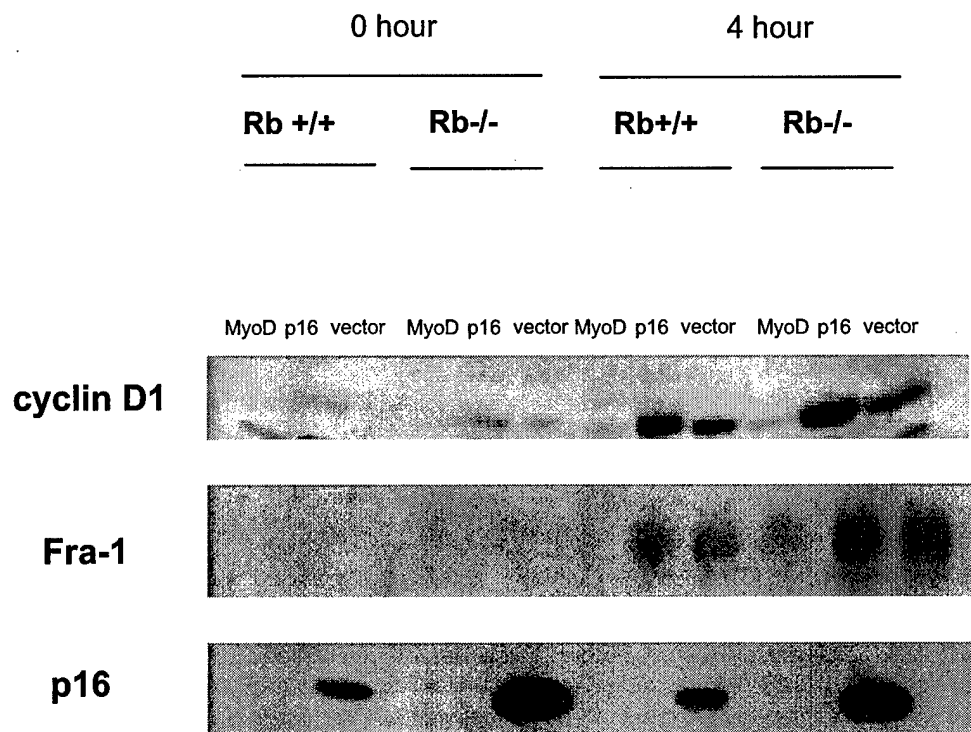 0 hour 4 hour
Rb +/+ Rb-/- Rb+/+ Rb-/-
MyoD p16 vector MyoD p16 vector MyoD p16 vector MyoD p16 vector
cyclin D1
Fra-1
p16